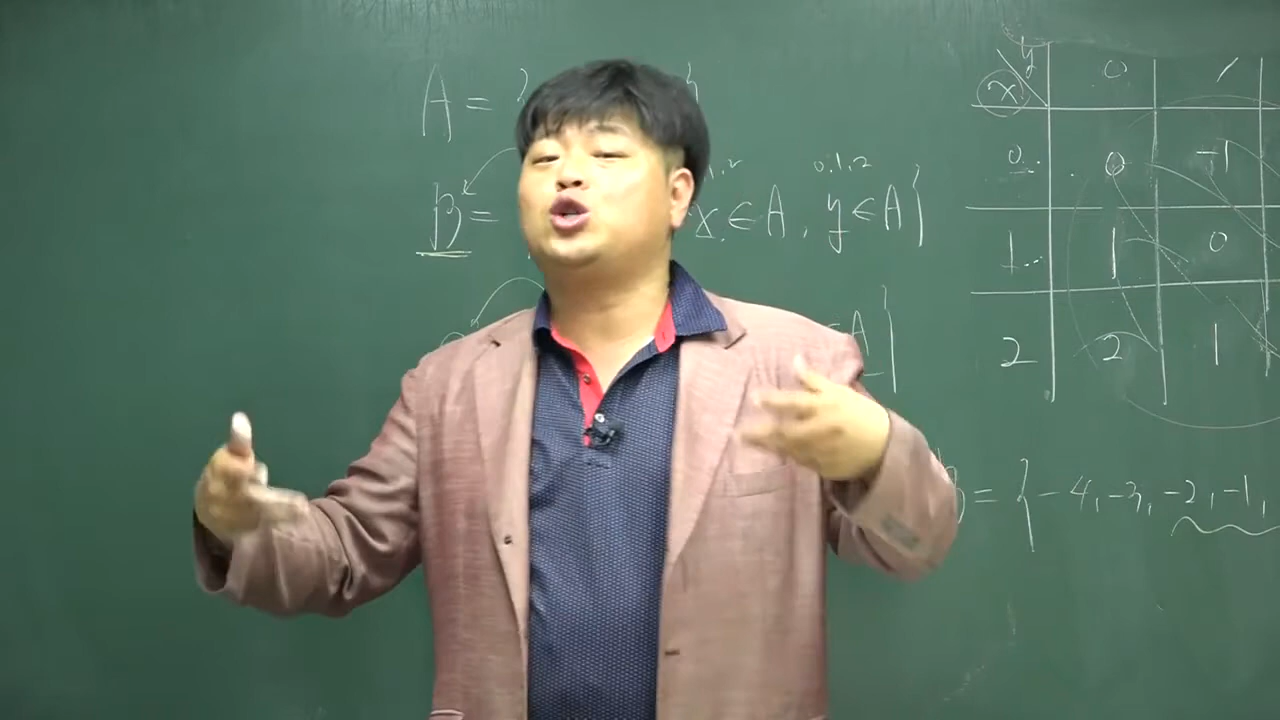 A = {
0,1,2
B = x ∈ A, y ∈ A}
∈ A}
y 0 1
x
0 0 -1
1 1 0
2 2 1
= {-4,-3,-2,-1,